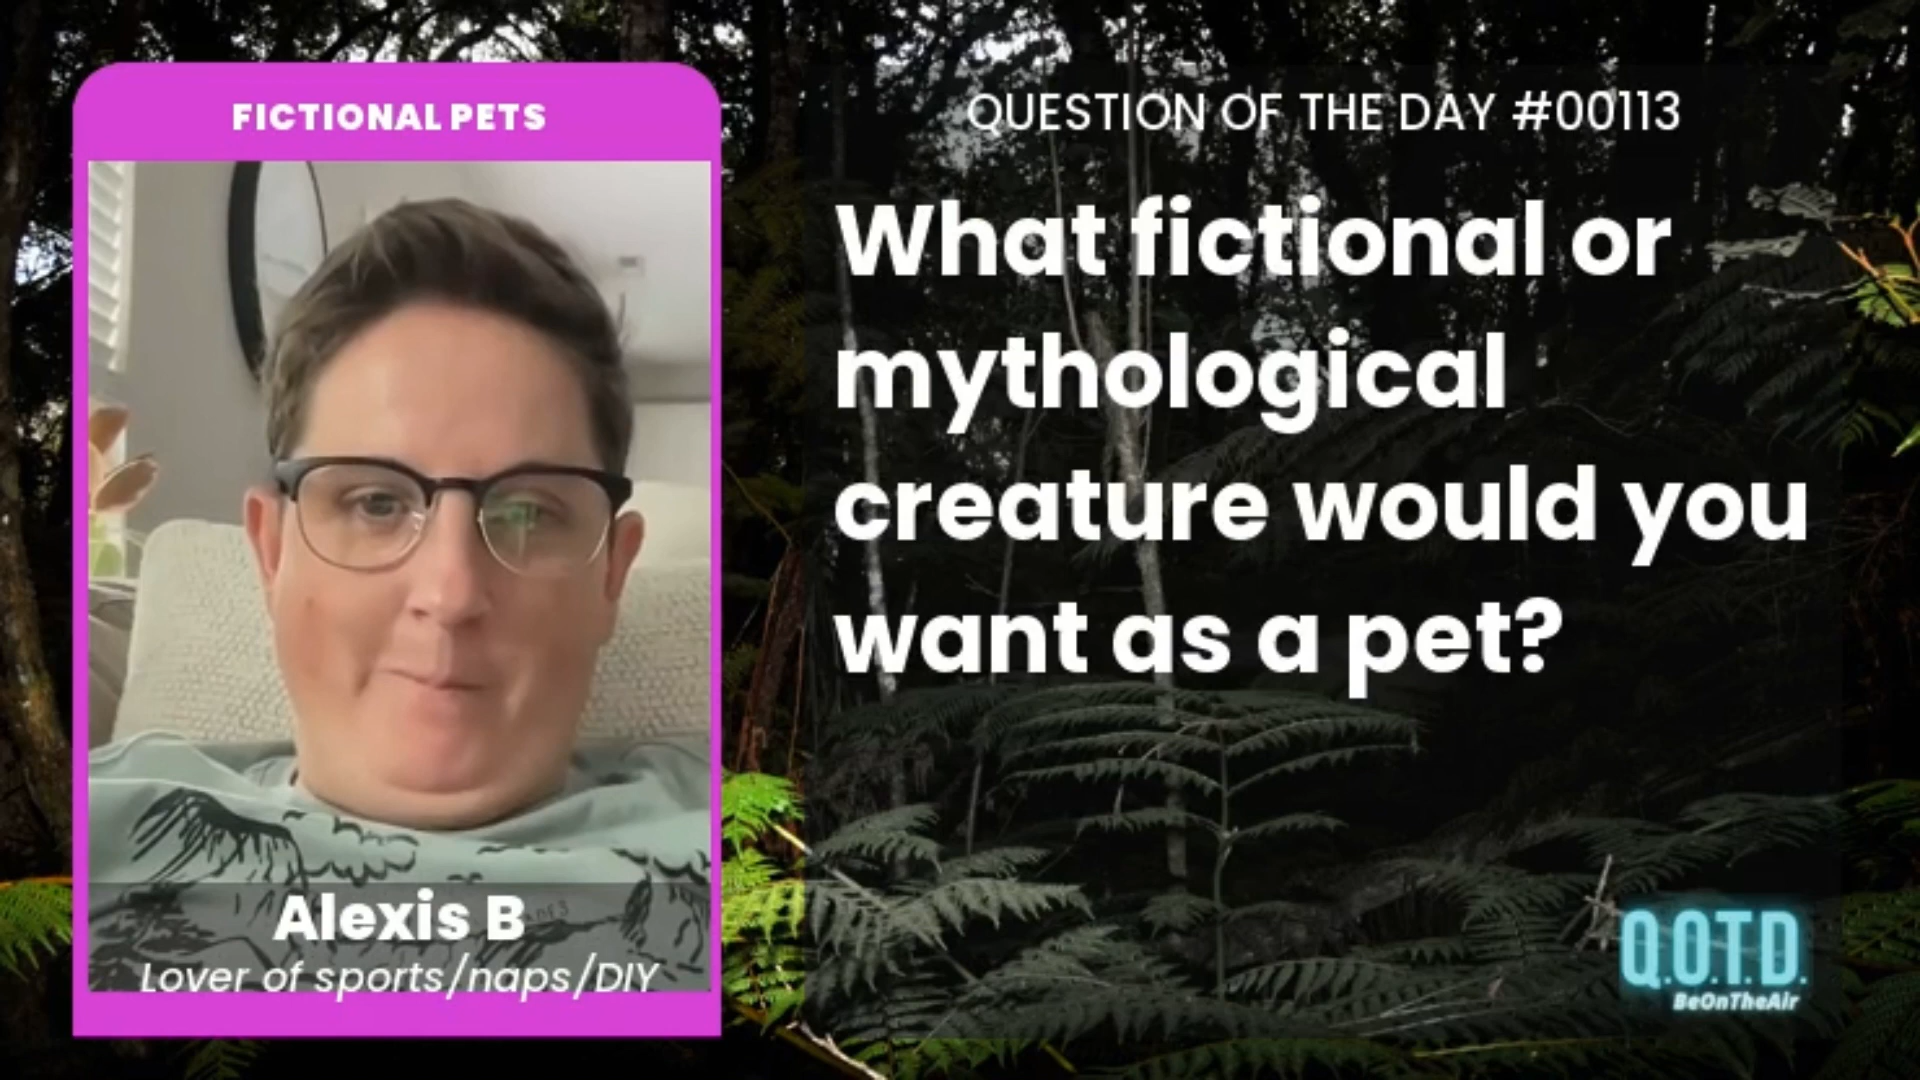 FICTIONAL PETS
Alexis B
Lover of sports/naps/DIY
QUESTION OF THE DAY #00113
What fictional or
mythological
creature would you
want as a pet?
Q.O.T.D.
BeOnTheAir